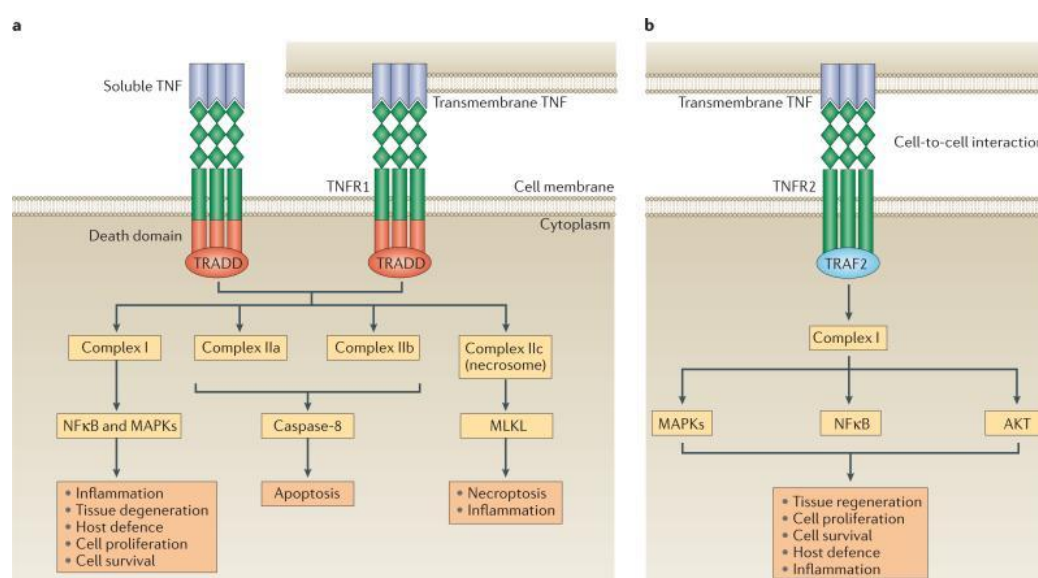 a
Soluble TNF
Transmembrane TNF
TNFR1
Cell membrane
Cytoplasm
Death domain
TRADD
TRADD
Complex I
Complex IIa
Complex IIb
Complex IIc
(necrosome)
NFκB and MAPKs
Caspase-8
MLKL
• Inflammation
• Tissue degeneration
• Host defence
• Cell proliferation
• Cell survival
Apoptosis
• Necroptosis
• Inflammation
b
Transmembrane TNF
Cell-to-cell interaction
TNFR2
TRAF2
Complex I
MAPKs
NFκB
AKT
• Tissue regeneration
• Cell proliferation
• Cell survival
• Host defence
• Inflammation